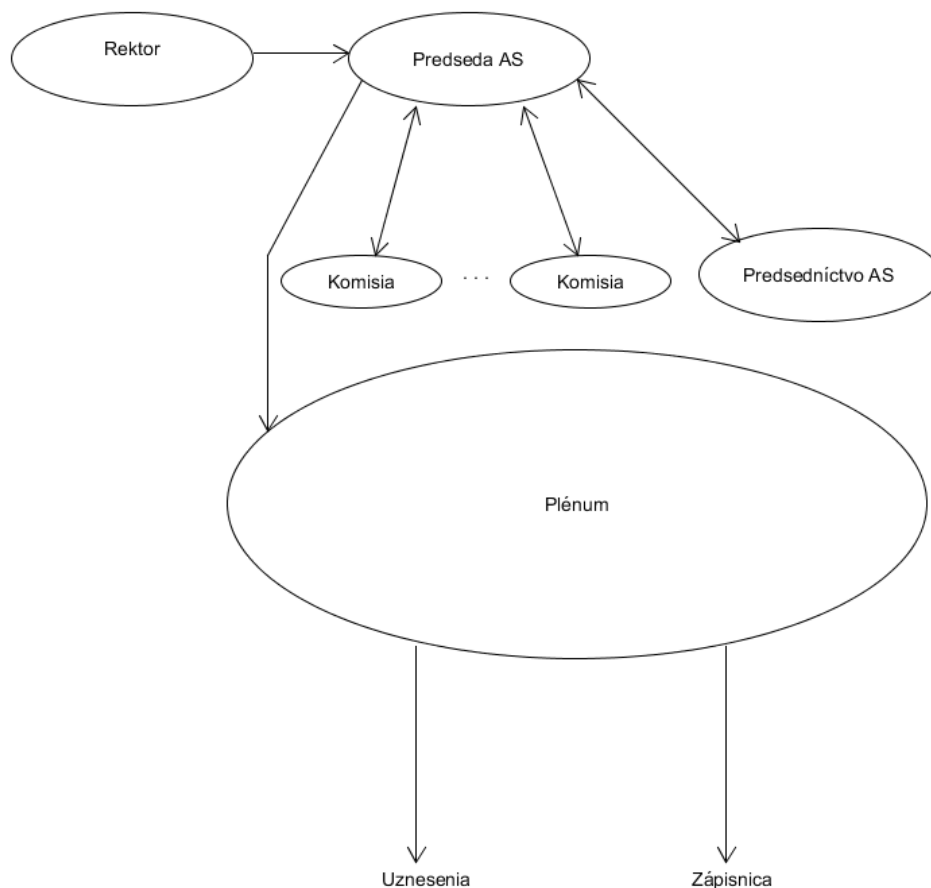 Rektor
Predseda AS
Komisia
. . .
Komisia
Predsedníctvo AS
Plénum
Uznesenia
Zápisnica